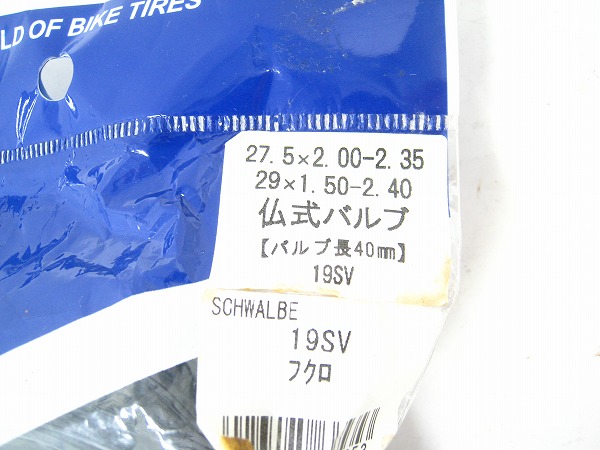 LD OF BIKE TIRES
27.5×2.00-2.35
29×1.50-2.40
仏式バルブ
【バルブ長40mm】
19SV
SCHWALBE
19SV
フクロ